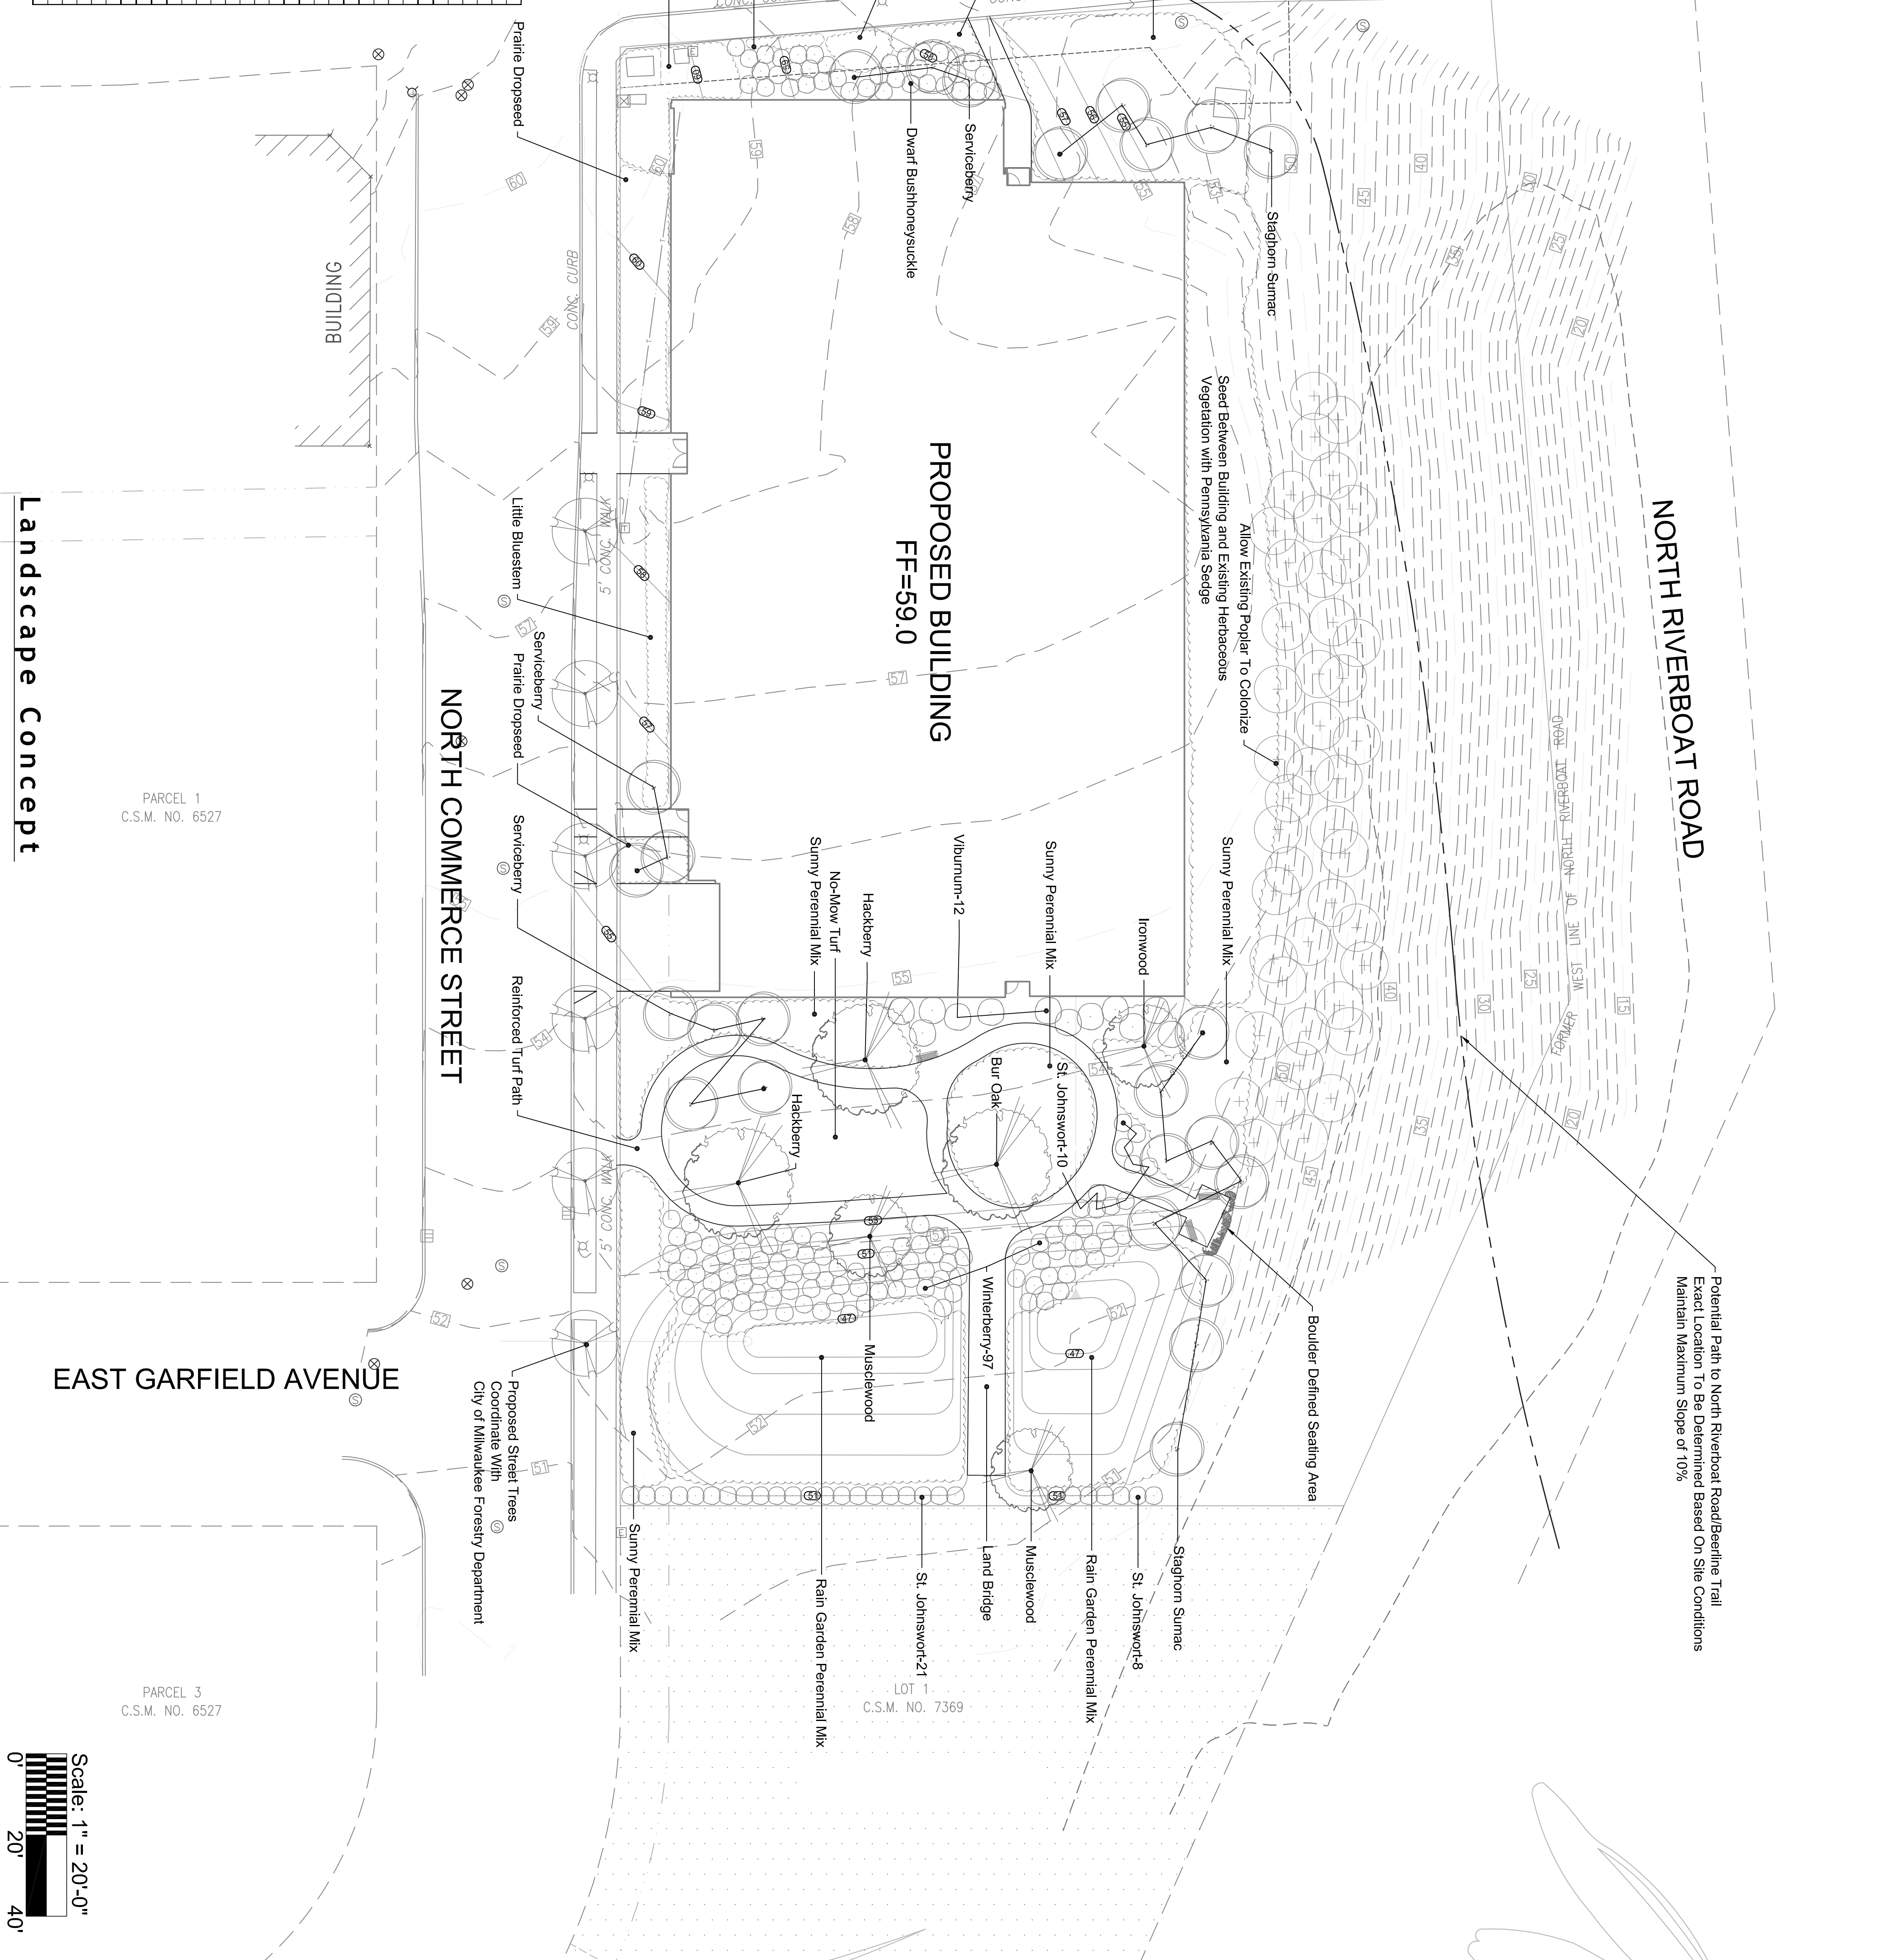 NORTH RIVERBOAT ROAD
Potential Path to North Riverboat Road/Beerline Trail
Exact Location To Be Determined Based On Site Conditions
Maintain Maximum Slope of 10%
FORMER WEST LINE OF NORTH RIVERBOAT ROAD
Staghorn Sumac
Serviceberry
Dwarf Bushhoneysuckle
Prairie Dropseed
Allow Existing Poplar To Colonize
Seed Between Building and Existing Herbaceous
Vegetation with Pennsylvania Sedge
PROPOSED BUILDING
FF=59.0
Sunny Perennial Mix
Ironwood
Sunny Perennial Mix
Viburnum-12
Hackberry
No-Mow Turf
Sunny Perennial Mix
St. Johnswort-10
Bur Oak
Hackberry
Boulder Defined Seating Area
Winterberry-97
Musclewood
Staghorn Sumac
St. Johnswort-8
Rain Garden Perennial Mix
Musclewood
Land Bridge
St. Johnswort-21
Rain Garden Perennial Mix
Sunny Perennial Mix
LOT 1
C.S.M. NO. 7369
Little Bluestem
Serviceberry
Prairie Dropseed
Serviceberry
Reinforced Turf Path
Proposed Street Trees
Coordinate With
City of Milwaukee Forestry Department
CONC. CURB
5' CONC. WALK
5' CONC. WALK
BUILDING
NORTH COMMERCE STREET
EAST GARFIELD AVENUE
PARCEL 1
C.S.M. NO. 6527
PARCEL 3
C.S.M. NO. 6527
Landscape Concept
Scale: 1" = 20'-0"
0' 20' 40'